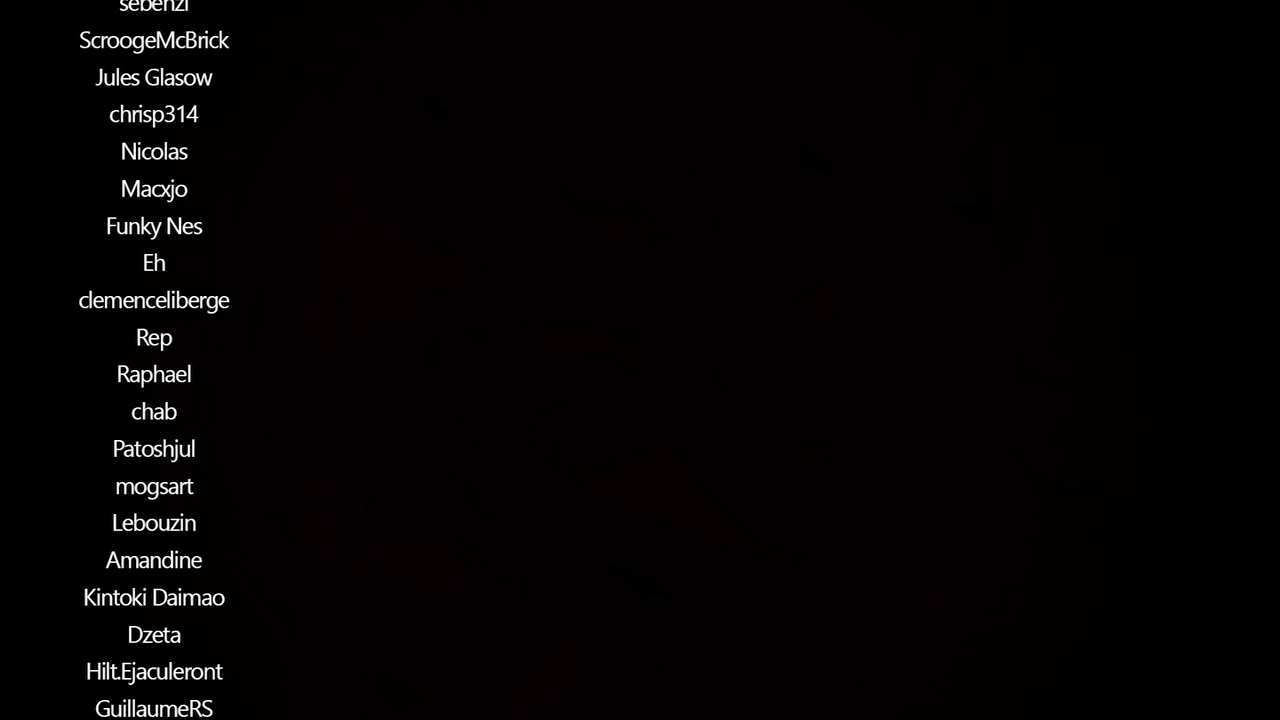 sebenzi
ScroogeMcBrick
Jules Glasow
chrisp314
Nicolas
Macxjo
Funky Nes
Eh
clemenceliberge
Rep
Raphael
chab
Patoshjul
mogsart
Lebouzin
Amandine
Kintoki Daimao
Dzeta
Hilt.Ejaculeront
GuillaumeRS